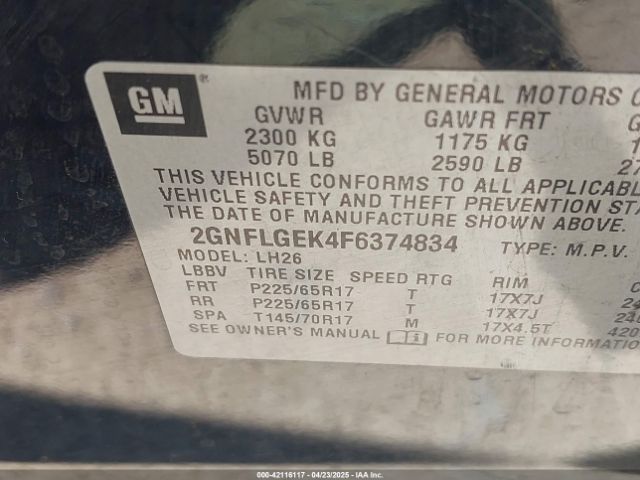 GM ®
MFD BY GENERAL MOTORS
GVWR GAWR FRT
2300 KG 1175 KG
5070 LB 2590 LB
THIS VEHICLE CONFORMS TO ALL APPLICABLE
VEHICLE SAFETY AND THEFT PREVENTION
THE DATE OF MANUFACTURE SHOWN ABOVE.
2GNFLGEK4F6374834 TYPE: M.P.V.
MODEL: LH26
LBBV TIRE SIZE SPEED RTG RIM
FRT P225/65R17 T 17X7J
RR P225/65R17 T 17X7J
SPA T145/70R17 M 17X4.5T 420
SEE OWNER'S MANUAL FOR MORE INFORMATION
000-42116117 - 04/23/2025 - IAA Inc.